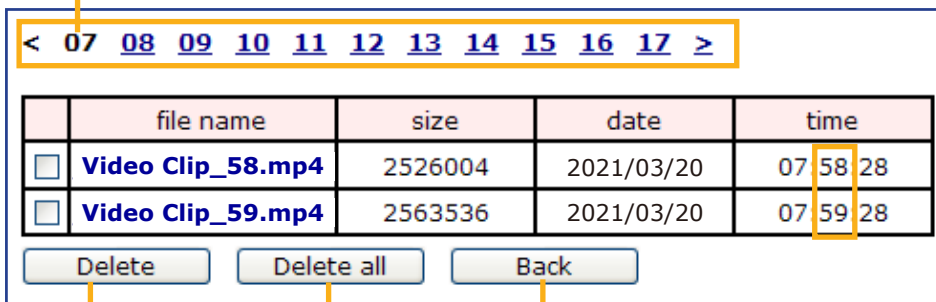 < 07 08 09 10 11 12 13 14 15 16 17 >
file name size date time
Video Clip_58.mp4 2526004 2021/03/20 07:58:28
Video Clip_59.mp4 2563536 2021/03/20 07:59:28
Delete Delete all Back